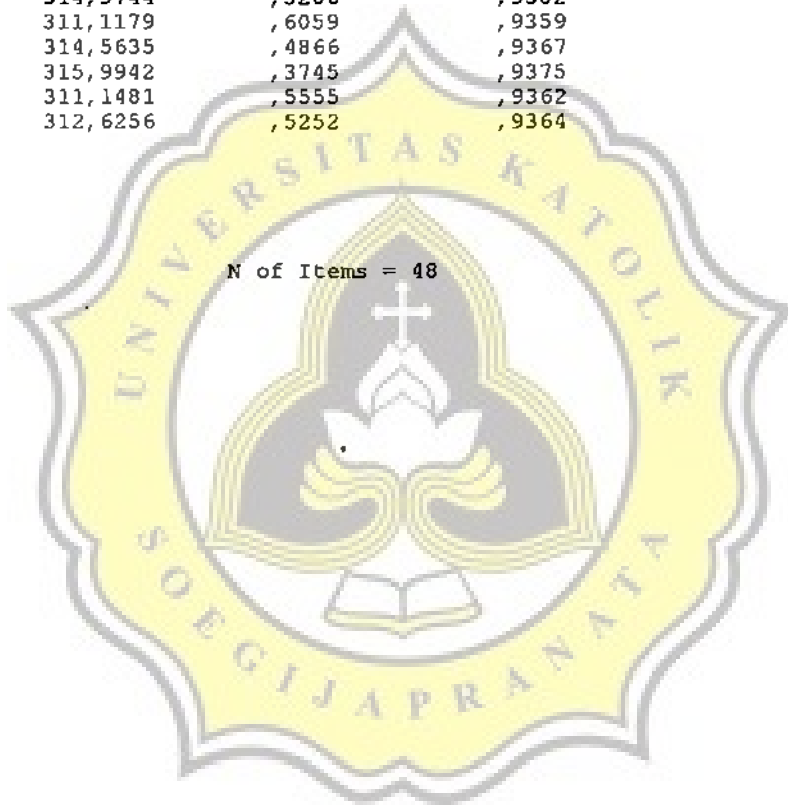 311,1179 ,6059 ,9359
314,5635 ,4866 ,9367
315,9942 ,3745 ,9375
311,1481 ,5555 ,9362
312,6256 ,5252 ,9364
N of Items = 48
UNIVERSITAS KATOLIK
SOEGIJAPRANATA